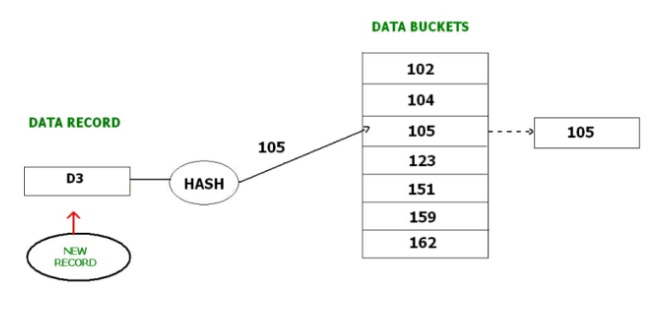 DATA BUCKETS
102
104
DATA RECORD
105
105
105
D3
HASH
123
151
159
162
NEW
RECORD